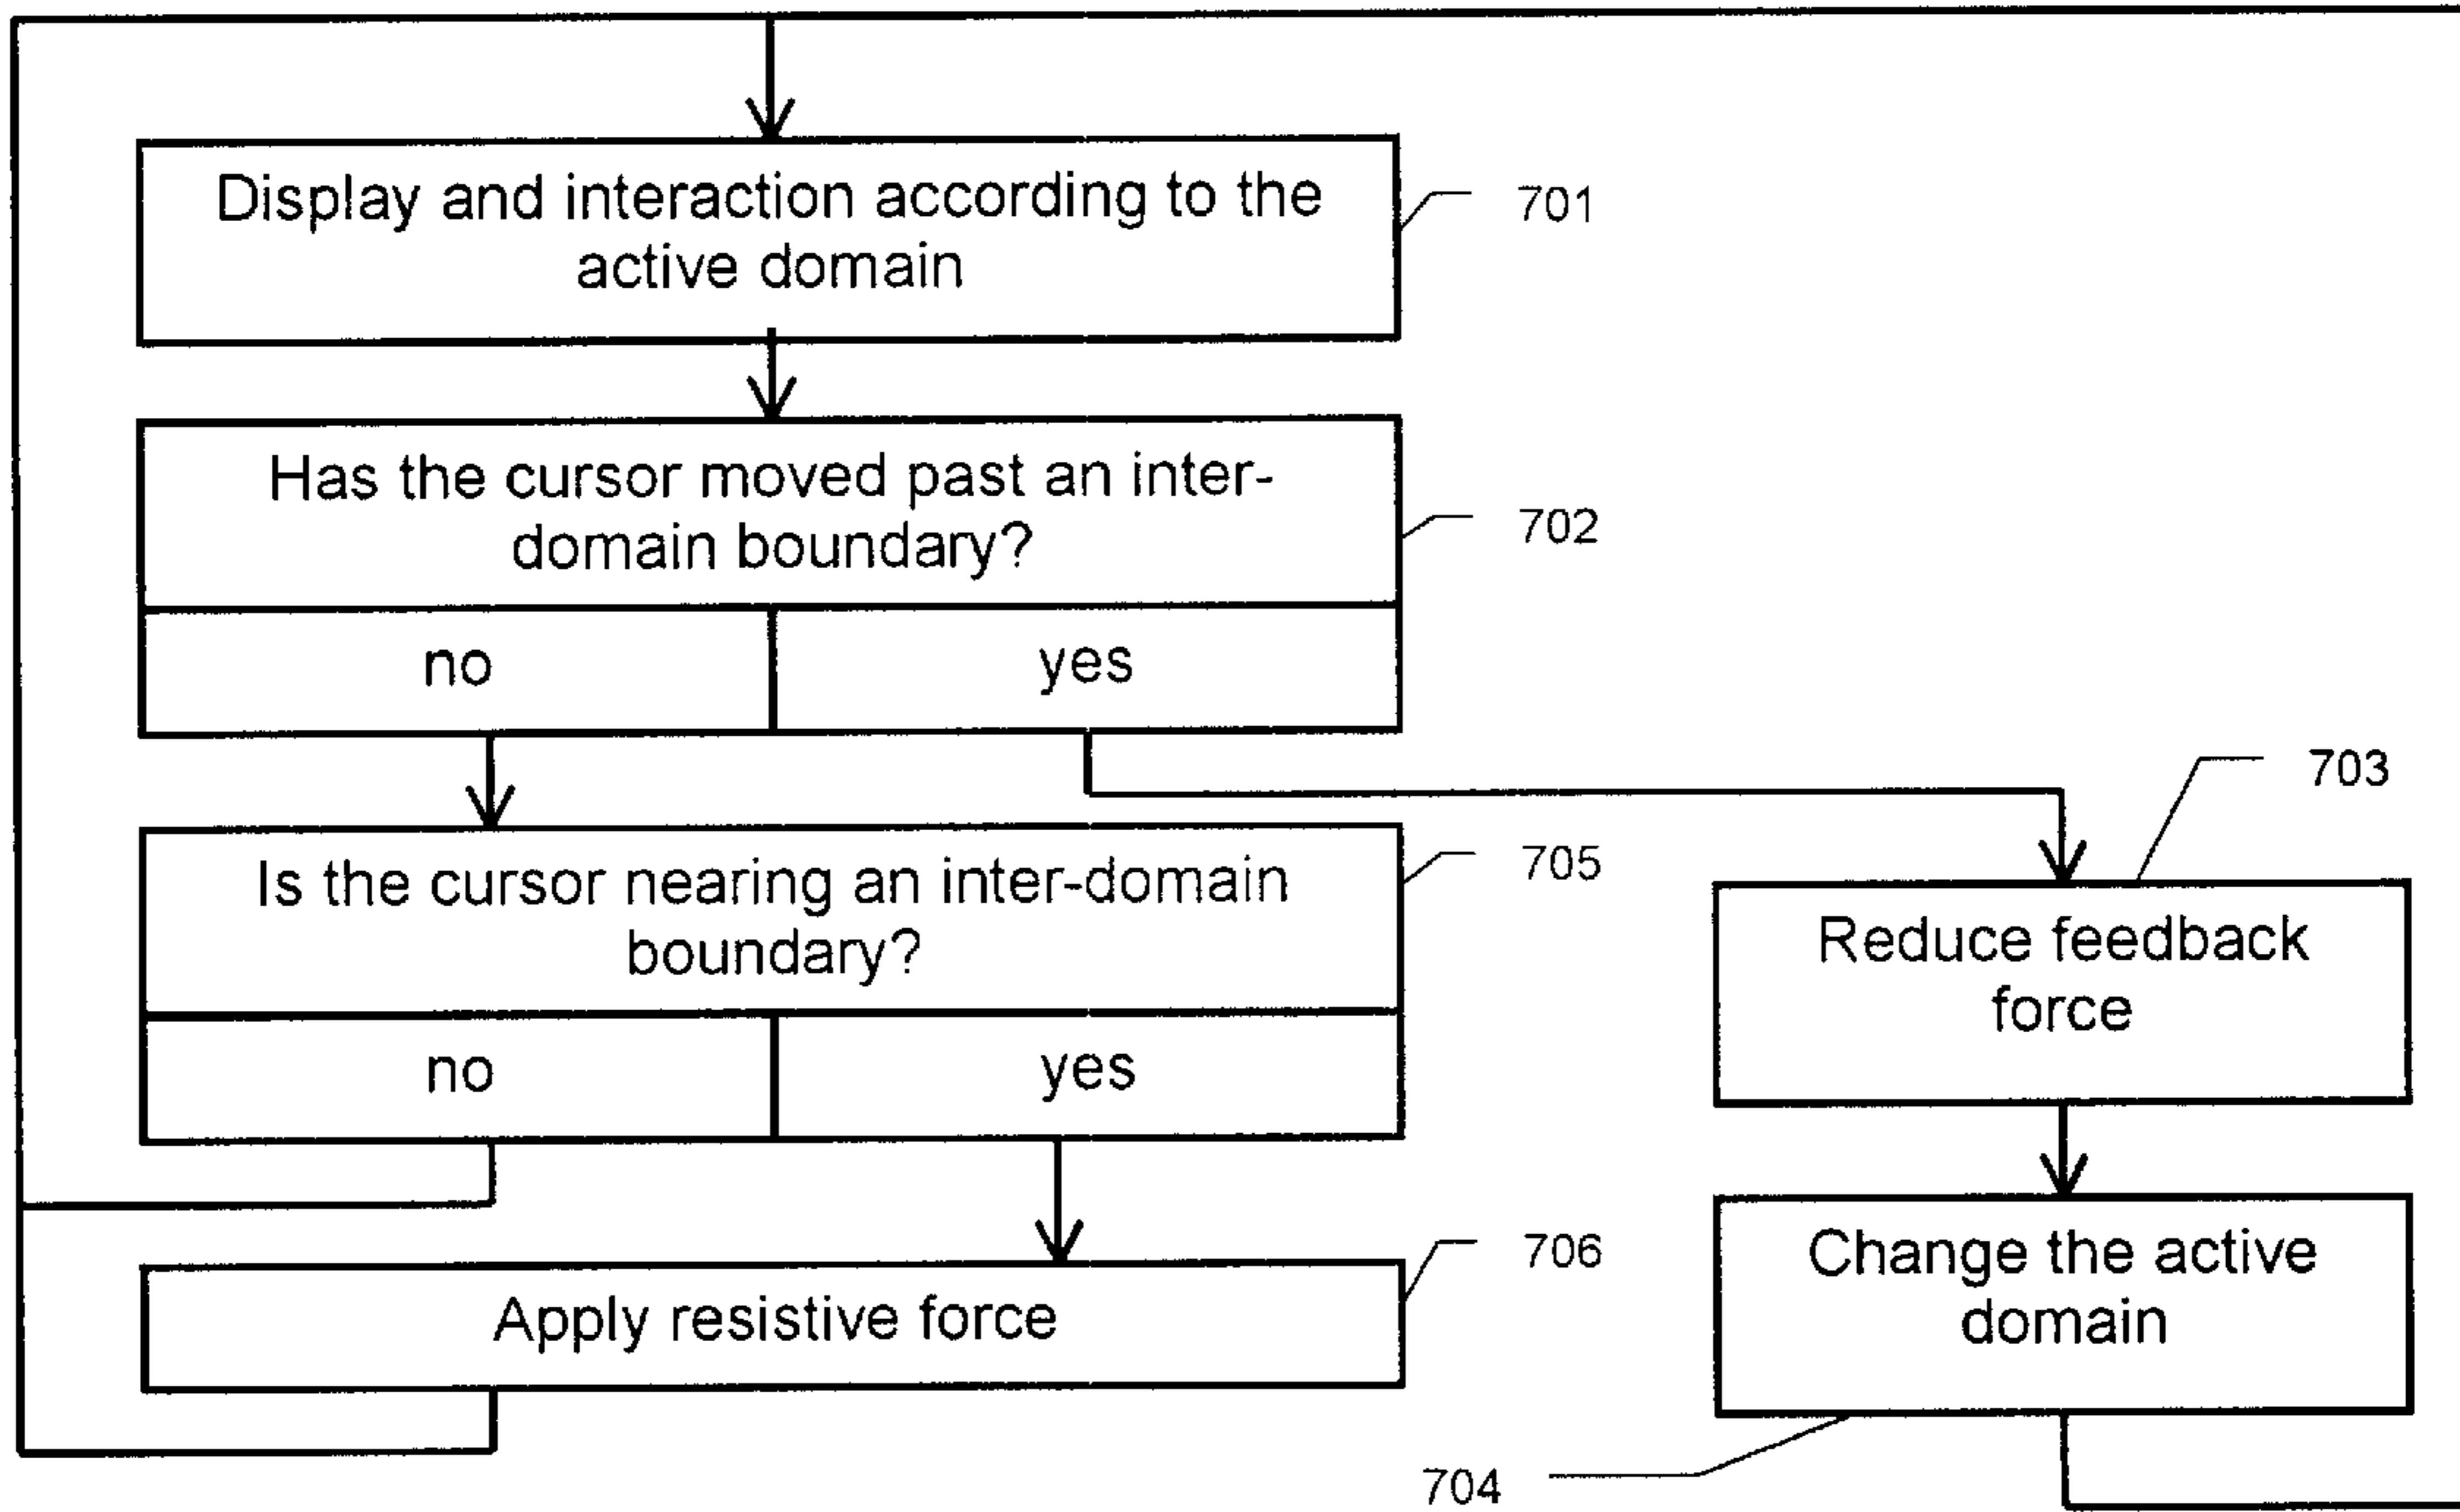 Display and interaction according to the
active domain
701
Has the cursor moved past an inter-
domain boundary?
702
no
yes
703
Is the cursor nearing an inter-domain
boundary?
705
no
yes
Reduce feedback
force
Apply resistive force
706
Change the active
domain
704